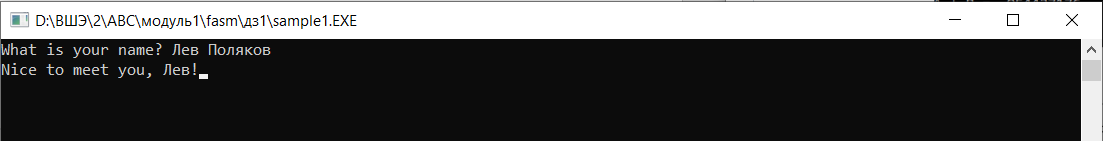 D:\ВШЭ\2\АВС\модуль1\fasm\дз1\sample1.EXE
What is your name? Лев Поляков
Nice to meet you, Лев!